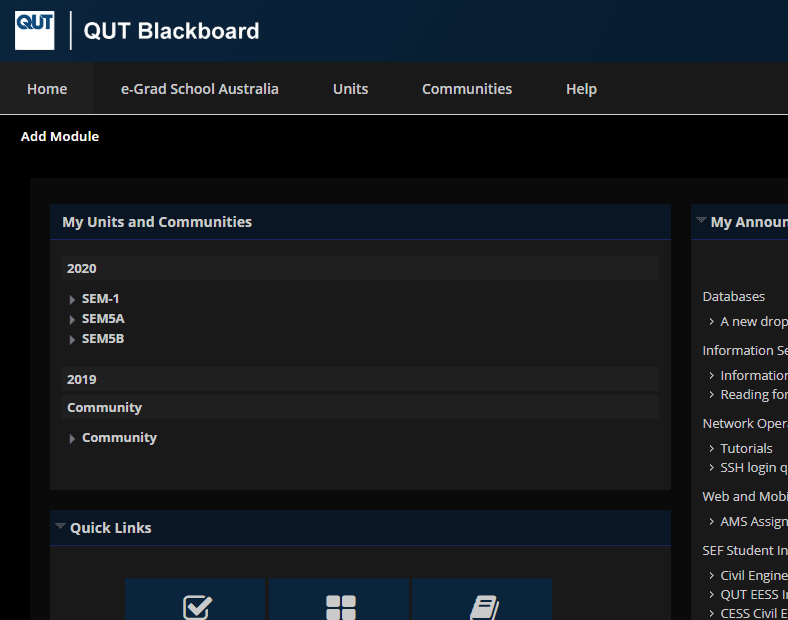 QUT
QUT Blackboard
Home
e-Grad School Australia
Units
Communities
Help
Add Module
My Units and Communities
2020
SEM-1
SEM5A
SEM5B
2019
Community
Community
Quick Links
My Announ
Databases
A new drop
Information Se
Information
Reading for
Network Opera
Tutorials
SSH login q
Web and Mobi
AMS Assign
SEF Student In
Civil Engine
QUT EESS I
CESS Civil E